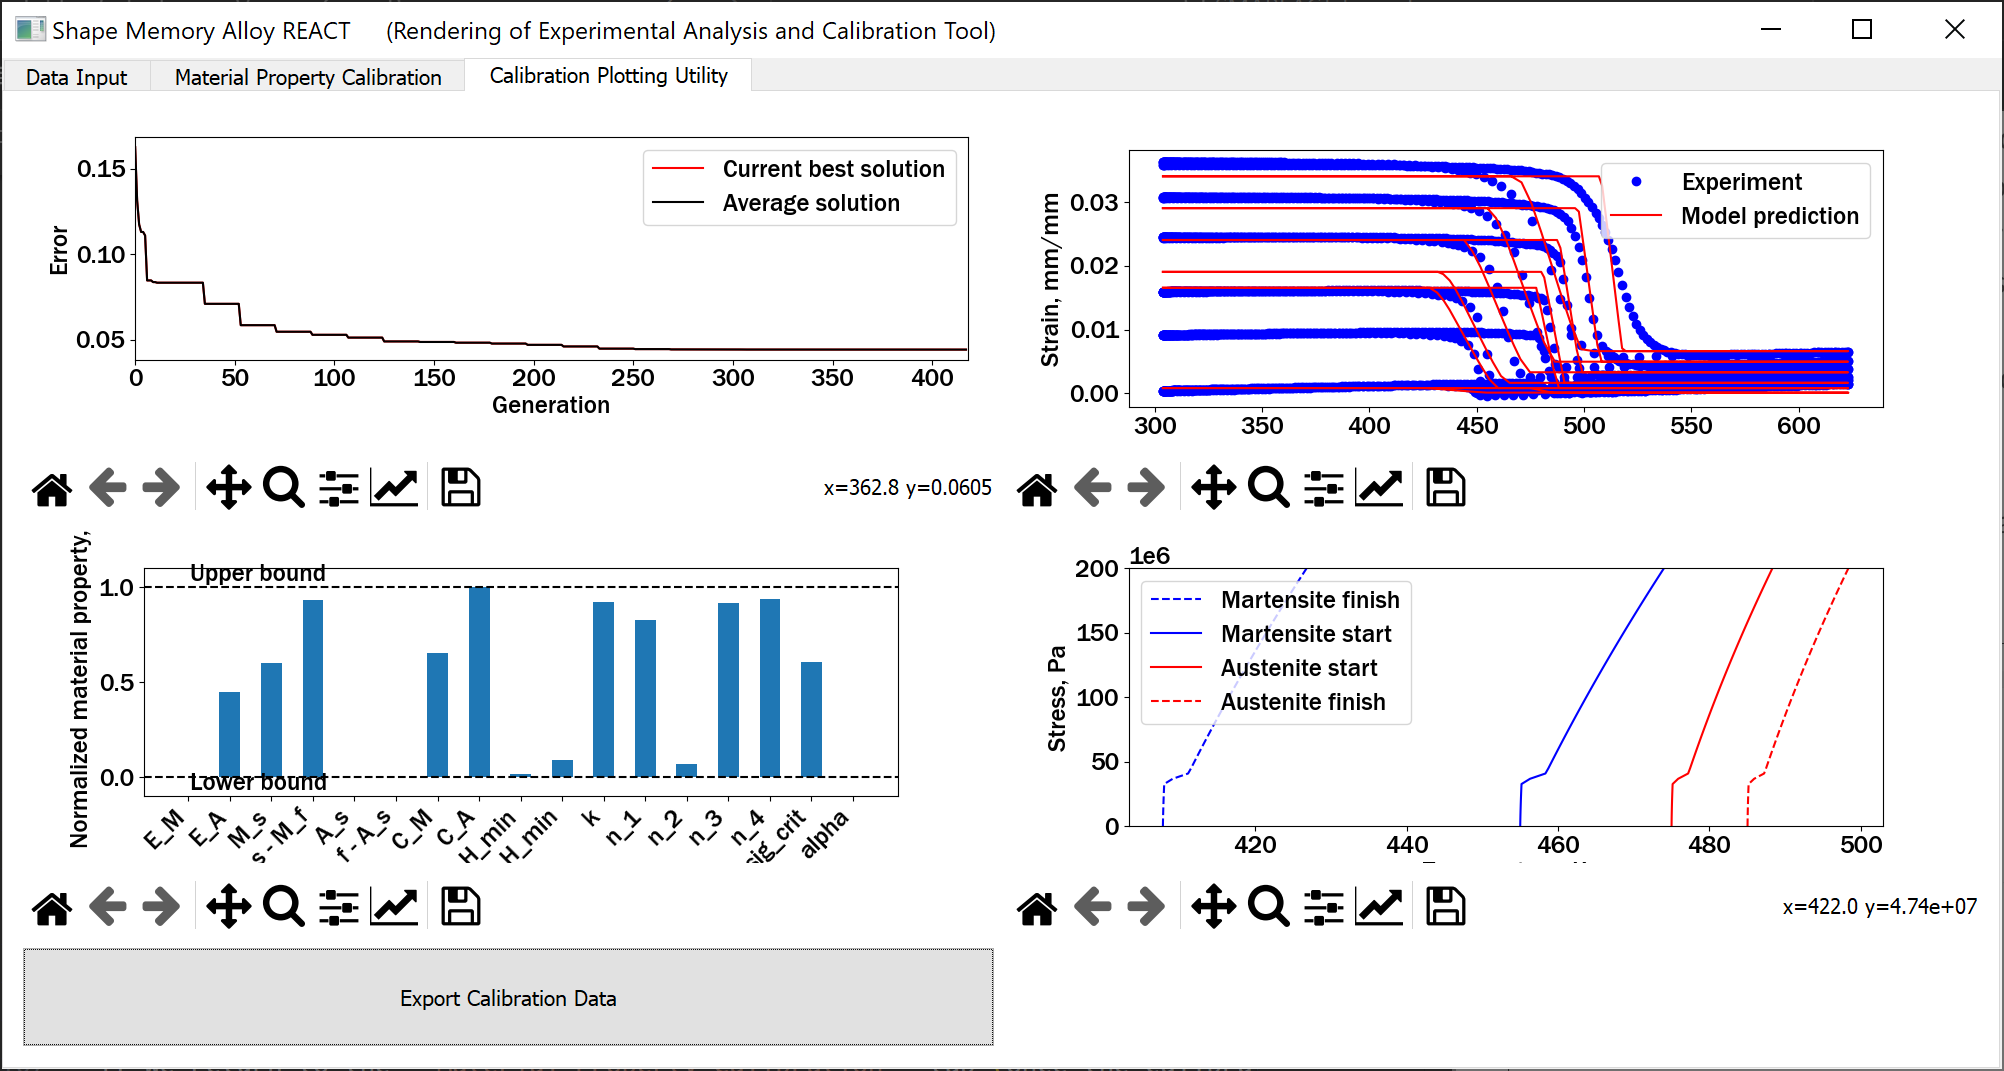 Shape Memory Alloy REACT (Rendering of Experimental Analysis and Calibration Tool)
Data Input
Material Property Calibration
Calibration Plotting Utility
Error
0.15
0.10
0.05
0 50 100 150 200 250 300 350 400
Generation
Current best solution
Average solution
Strain, mm/mm
0.03
0.02
0.01
0.00
300 350 400 450 500 550 600
Experiment
Model prediction
x=362.8 y=0.0605
Normalized material property,
1.0
0.5
0.0
Upper bound
Lower bound
E_M
E_A
M_s
s - M_f
A_s
f - A_s
C_M
C_A
H_min
H_min
k
n_1
n_2
n_3
n_4
sig_crit
alpha
1e6
Stress, Pa
200
150
100
50
0
420 440 460 480 500
Martensite finish
Martensite start
Austenite start
Austenite finish
x=422.0 y=4.74e+07
Export Calibration Data